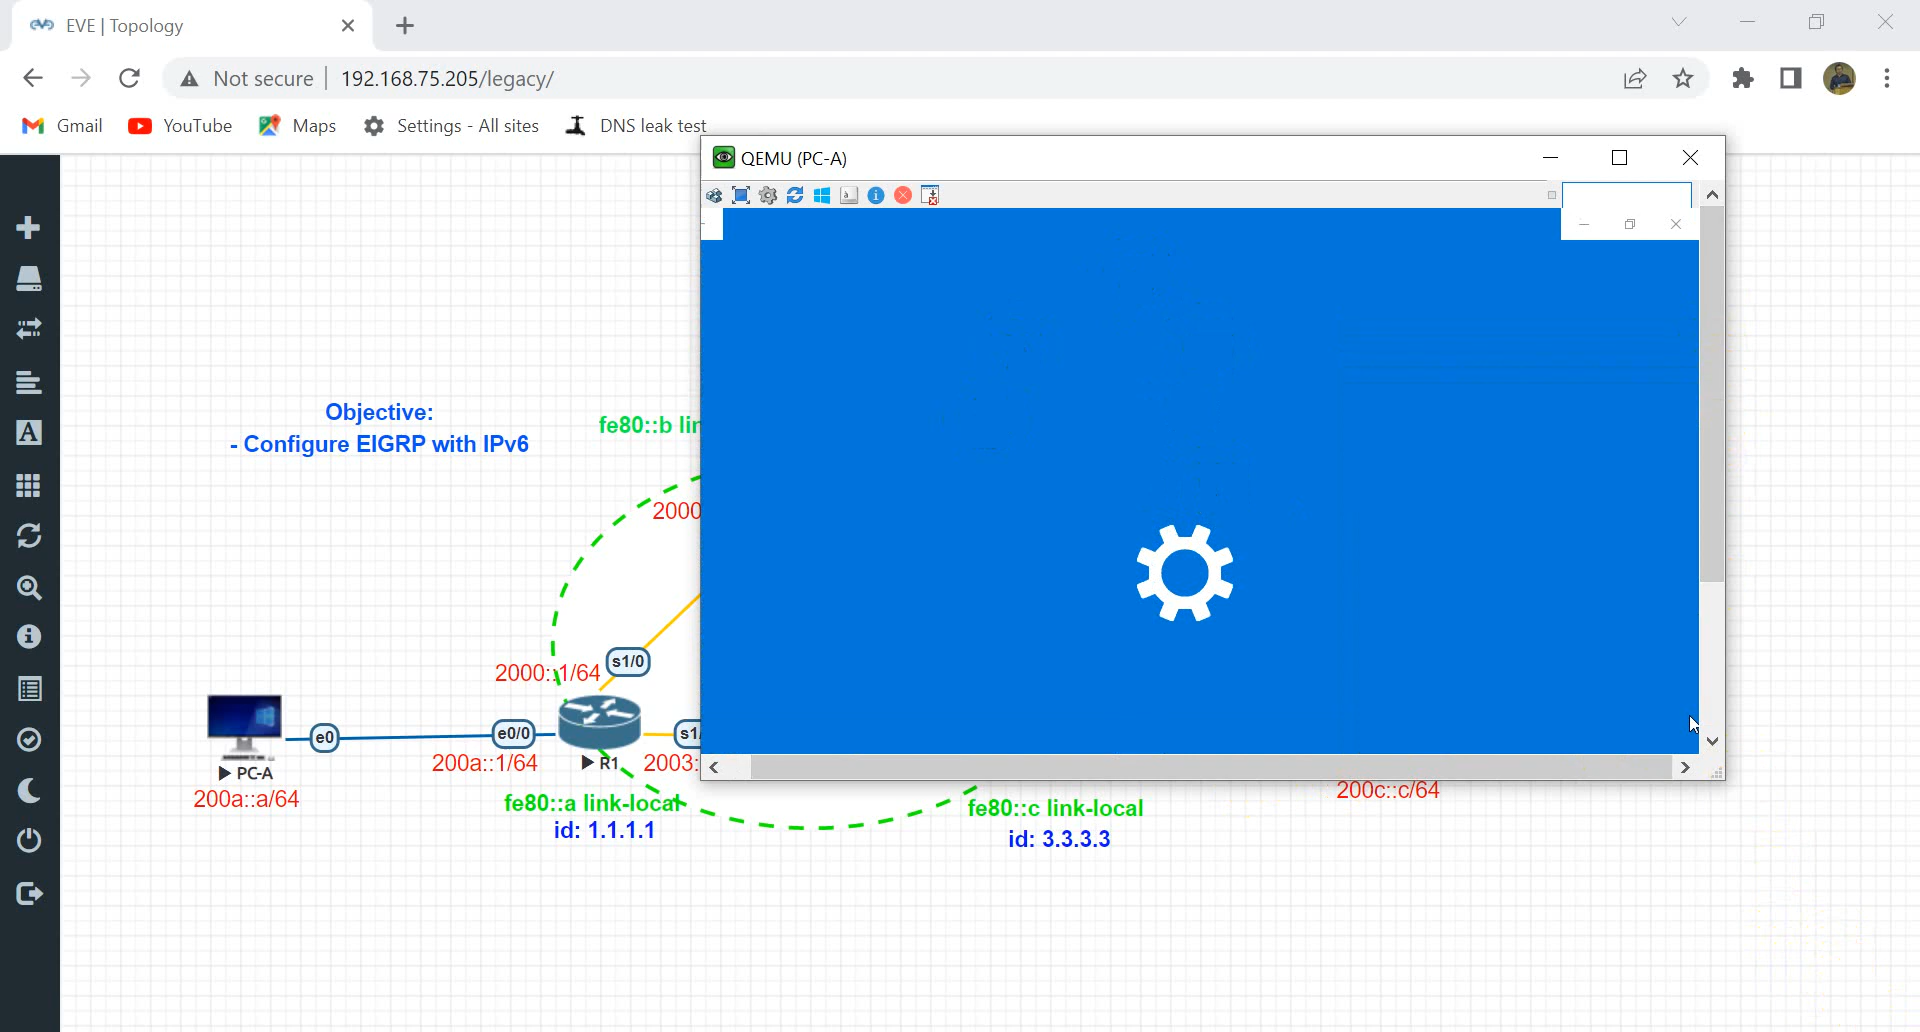 EVE | Topology
Not secure
192.168.75.205/legacy/
Gmail
YouTube
Maps
Settings - All sites
DNS leak test
QEMU (PC-A)
Objective:
- Configure EIGRP with IPv6
fe80::b lin
2000
2000::1/64
s1/0
e0
e0/0
s1/
200a::1/64
R1
2003:
PC-A
200a::a/64
fe80::a link-local
id: 1.1.1.1
fe80::c link-local
id: 3.3.3.3
200c::c/64